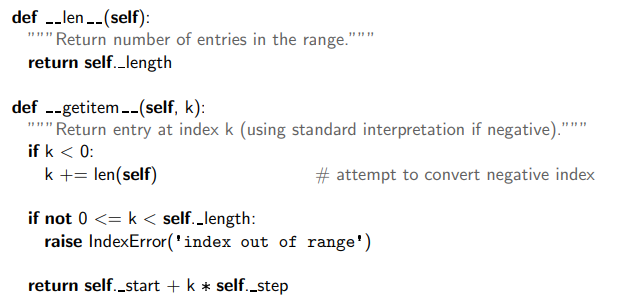 def __len__(self):
"""Return number of entries in the range."""
return self._length
def __getitem__(self, k):
"""Return entry at index k (using standard interpretation if negative)."""
if k < 0:
k += len(self) # attempt to convert negative index
if not 0 <= k < self._length:
raise IndexError('index out of range')
return self._start + k * self._step